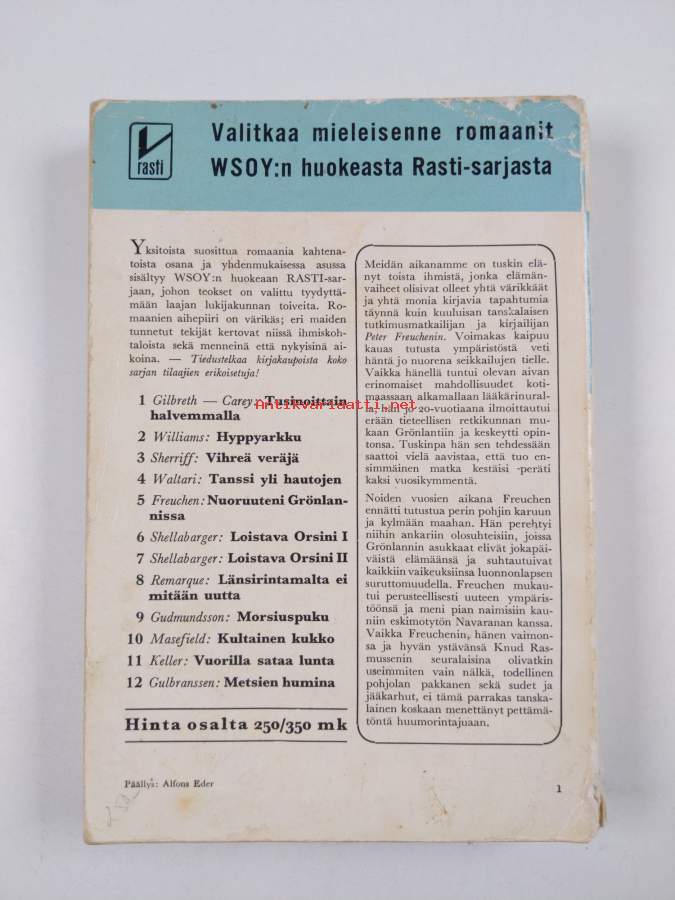 rasti
Valitkaa mieleisenne romaanit
WSOY:n huokeasta Rasti-sarjasta
Yksitoista suosittua romaania kahtena-
toista osana ja yhdenmukaisessa asussa
sisältyy WSOY:n huokeaan RASTI-sar-
jaan, johon teokset on valittu tyydyttä-
mään laajan lukijakunnan toiveita. Ro-
maanien aihepiiri on värikäs; eri maiden
tunnetut tekijät kertovat niissä ihmiskoh-
taloista sekä menneinä että nykyisinä ai-
koina. — Tiedustelkaa kirjakaupoista koko
sarjan tilaajien erikoisetuja!
1 Gilbreth — Carey: Tusinoittain
halvemmalla
2 Williams: Hyppyarkku
3 Sherriff: Vihreä veräjä
4 Waltari: Tanssi yli hautojen
5 Freuchen: Nuoruuteni Grönlan-
nissa
6 Shellabarger: Loistava Orsini I
7 Shellabarger: Loistava Orsini II
8 Remarque: Länsirintamalta ei
mitään uutta
9 Gudmundsson: Morsiuspuku
10 Masefield: Kultainen kukko
11 Keller: Vuorilla sataa lunta
12 Gulbranssen: Metsien humina
Hinta osalta 250/350 mk
Päällys: Alfons Eder
Meidän aikanamme on tuskin elä-
nyt toista ihmistä, jonka elämän-
vaiheet olisivat olleet yhtä värikkäät
ja yhtä monia kirjavia tapahtumia
täynnä kuin kuuluisan tanskalaisen
tutkimusmatkailijan ja kirjailijan
Peter Freuchenin. Voimakas kaipuu
kauas tutusta ympäristöstä veti
häntä jo nuorena seikkailujen tielle.
Vaikka hänellä tuntui olevan aivan
erinomaiset mahdollisuudet koti-
maassaan alkamallaan lääkärinural-
la, hän jo 20-vuotiaana ilmoittautui
erään tieteellisen retkikunnan mu-
kaan Grönlantiin ja keskeytti opin-
tonsa. Tuskinpa hän sen tehdessään
saattoi vielä aavistaa, että tuo en-
simmäinen matka kestäisi peräti
kaksi vuosikymmentä.
Noiden vuosien aikana Freuchen
ennätti tutustua perin pohjin karuun
ja kylmään maahan. Hän perehtyi
niihin ankariin olosuhteisiin, joissa
Grönlannin asukkaat elivät jokapäi-
väistä elämäänsä ja suhtautuivat
kaikkiin vaikeuksiinsa luonnonlapsen
suruttomuudella. Freuchen mukau-
tui perusteellisesti uuteen ympäris-
töönsä ja meni pian naimisiin kau-
niin eskimotytön Navaranan kanssa.
Vaikka Freuchenin, hänen vaimon-
sa ja hyvän ystävänsä Knud Ras-
mussenin seuralaisina olivatkin
useimmiten vain nälkä, todellinen
pohjolan pakkanen sekä sudet ja
jääkarhut, ei tämä parrakas tanska-
lainen koskaan menettänyt pettämä-
töntä huumorintajuaan.
1
Antikvariaatti.net